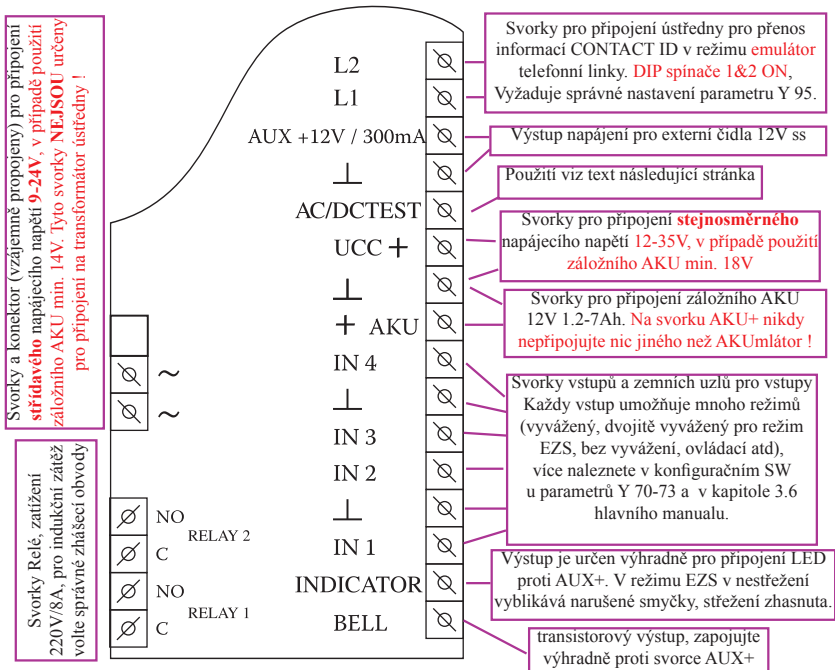 Svorky a konektor (vzájemně propojeny) pro připojení
střídavého napájecího napětí 9-24V, v případě použití
záložního AKU min. 14V. Tyto svorky NEJSOU určeny
pro připojení na transformátor ústředny !
Svorky Relé, zatížení
220V/8A, pro indukční zátěž
volte správné zhášecí obvody
~
~
NO
RELAY 2
C
NO
RELAY 1
C
L2
L1
AUX +12V / 300mA
⊥
AC/DCTEST
UCC +
⊥
+ AKU
IN 4
⊥
IN 3
IN 2
⊥
IN 1
INDICATOR
BELL
Svorky pro připojení ústředny pro přenos
informací CONTACT ID v režimu emulátor
telefonní linky. DIP spínače 1&2 ON,
Vyžaduje správné nastavení parametru Y 95.
Výstup napájení pro externí čidla 12V ss
Použití viz text následující stránka
Svorky pro připojení stejnosměrného
napájecího napětí 12-35V, v případě použití
záložního AKU min. 18V
Svorky pro připojení záložního AKU
12V 1.2-7Ah. Na svorku AKU+ nikdy
nepřipojujte nic jiného než AKUmlátor !
Svorky vstupů a zemních uzlů pro vstupy
Každy vstup umožňuje mnoho režimů
(vyvážený, dvojitě vyvážený pro režim
EZS, bez vyvážení, ovládací atd),
více naleznete v konfiguračním SW
u parametrů Y 70-73 a v kapitole 3.6
hlavního manualu.
Výstup je určen výhradně pro připojení LED
proti AUX+. V režimu EZS v nestřežení
vyblikává narušené smyčky, střežení zhasnuta.
transistorový výstup, zapojujte
výhradně proti svorce AUX+